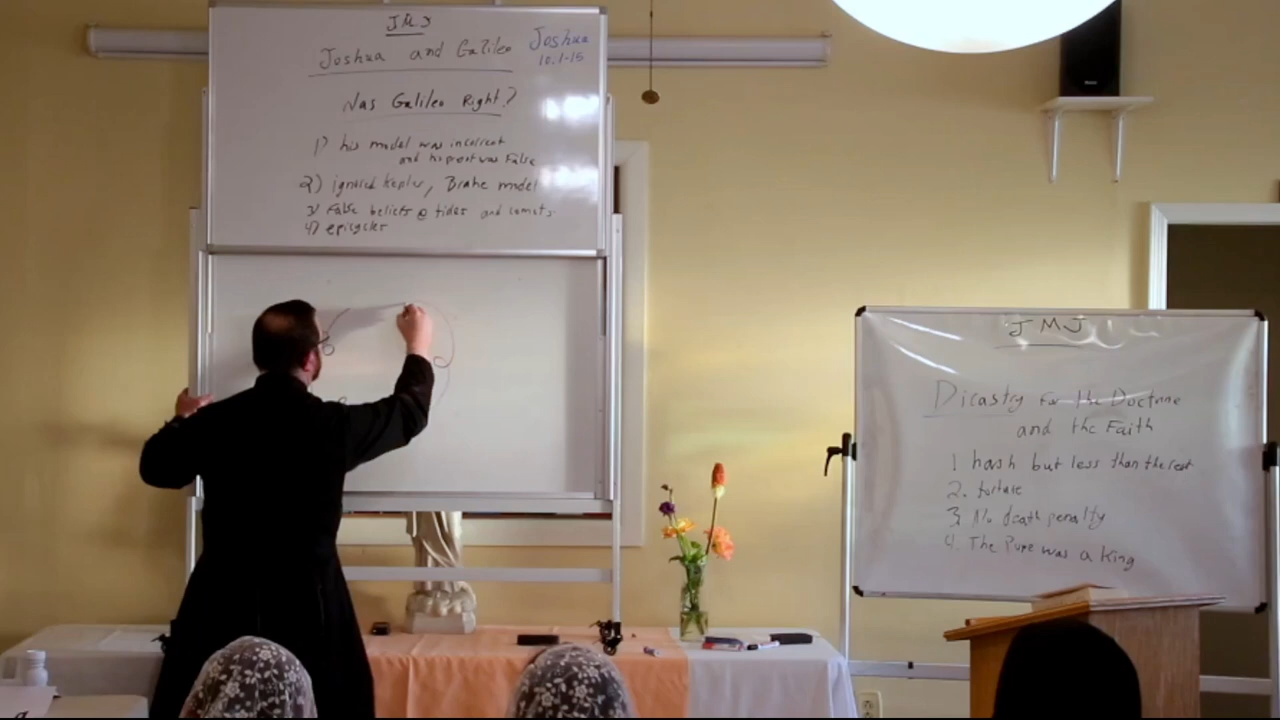 JMJ
Joshua and Galileo
Joshua
10.1-15
Was Galileo Right?
1) his model was incorrect
and his proof was False
2) ignored Kepler, Brahe model
3) False beliefs @ tides and comets.
4) epicycles
JMJ
Dicastry For the Doctrine
and the Faith
1 harsh but less than the rest
2. torture
3. No death penalty
4. The Pope was a King